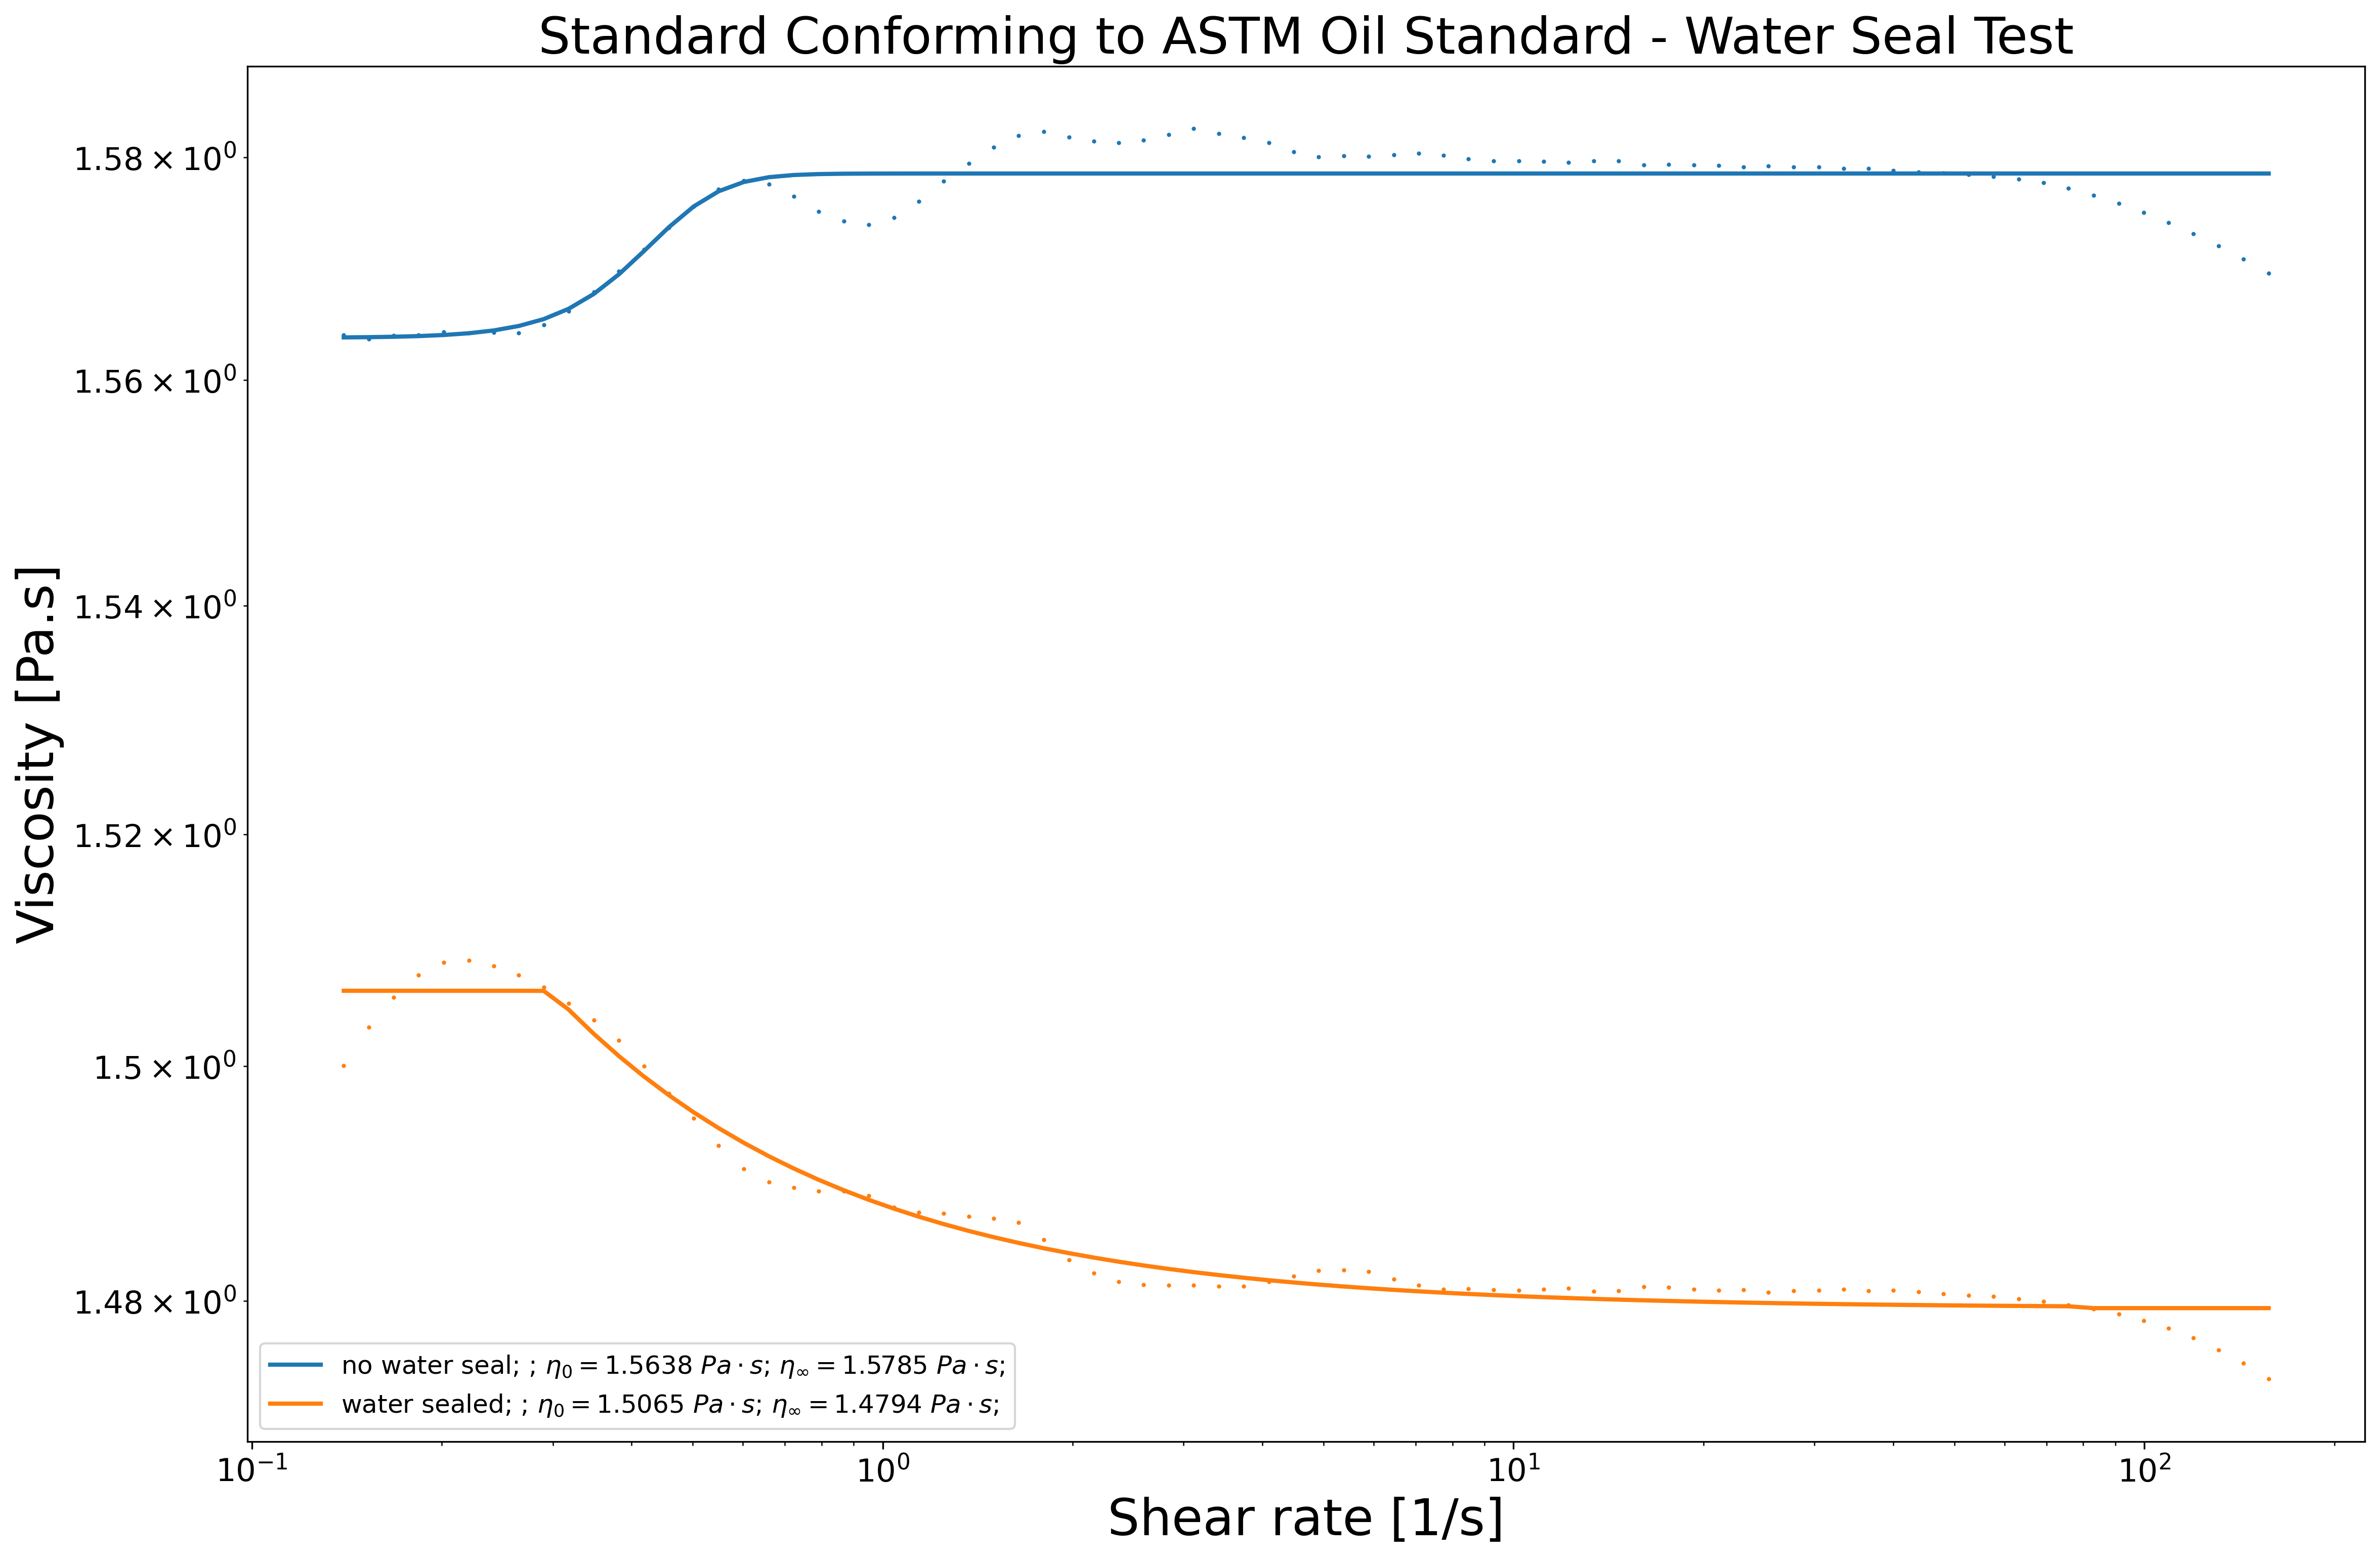 Standard Conforming to ASTM Oil Standard - Water Seal Test
Viscosity [Pa.s]
1.58 × 10⁰
1.56 × 10⁰
1.54 × 10⁰
1.52 × 10⁰
1.5 × 10⁰
1.48 × 10⁰
no water seal; ; η₀ = 1.5638 Pa · s; η∞ = 1.5785 Pa · s;
water sealed; ; η₀ = 1.5065 Pa · s; η∞ = 1.4794 Pa · s;
10⁻¹ 10⁰ 10¹ 10²
Shear rate [1/s]